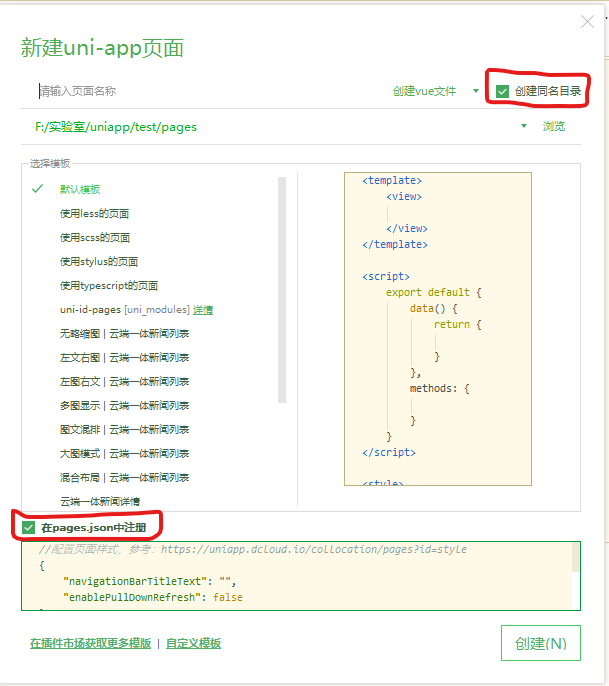 新建uni-app页面
请输入页面名称 创建vue文件 创建同名目录
F:/实验室/uniapp/test/pages 浏览
选择模板
默认模板
使用less的页面
使用scss的页面
使用stylus的页面
使用typescript的页面
uni-id-pages [uni_modules] 详情
无略缩图 | 云端一体新闻列表
左文右图 | 云端一体新闻列表
左图右文 | 云端一体新闻列表
多图显示 | 云端一体新闻列表
图文混排 | 云端一体新闻列表
大图模式 | 云端一体新闻列表
混合布局 | 云端一体新闻列表
云端一体新闻详情
<template>
<view>
</view>
</template>
<script>
export default {
data() {
return {
}
},
methods: {
}
}
</script>
<style>
在pages.json中注册
//配置页面样式，参考：https://uniapp.dcloud.io/collocation/pages?id=style
{
"navigationBarTitleText": "",
"enablePullDownRefresh": false
在插件市场获取更多模版 | 自定义模板
创建(N)